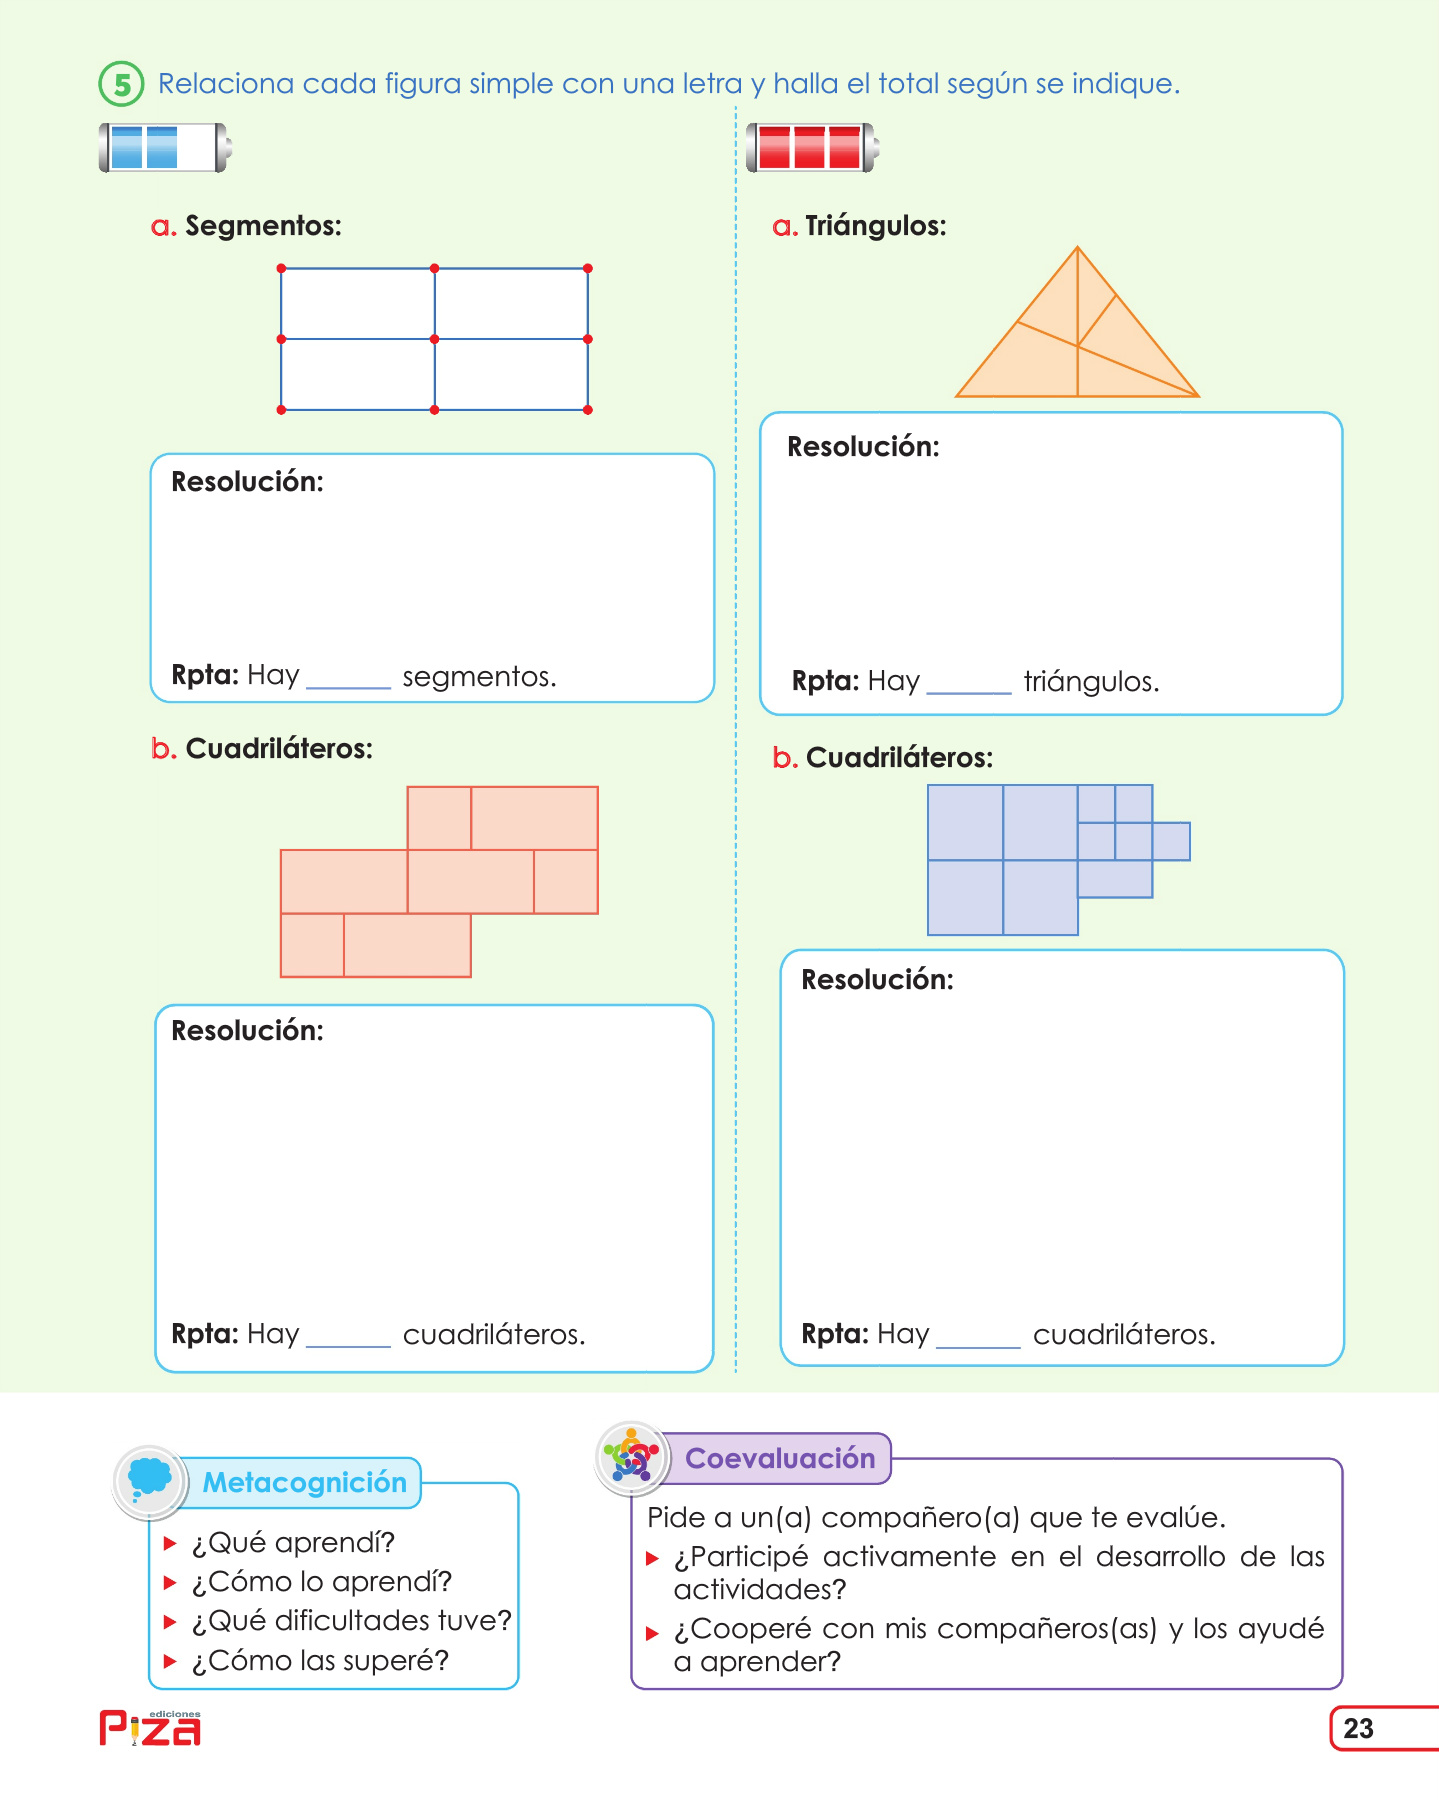 5 Relaciona cada figura simple con una letra y halla el total según se indique.
a. Segmentos:
Resolución:
Rpta: Hay ______ segmentos.
b. Cuadriláteros:
Resolución:
Rpta: Hay ______ cuadriláteros.
a. Triángulos:
Resolución:
Rpta: Hay ______ triángulos.
b. Cuadriláteros:
Resolución:
Rpta: Hay ______ cuadriláteros.
Metacognición
¿Qué aprendí?
¿Cómo lo aprendí?
¿Qué dificultades tuve?
¿Cómo las superé?
Coevaluación
Pide a un(a) compañero(a) que te evalúe.
¿Participé activamente en el desarrollo de las
actividades?
¿Cooperé con mis compañeros(as) y los ayudé
a aprender?
ediciones
Piza
23